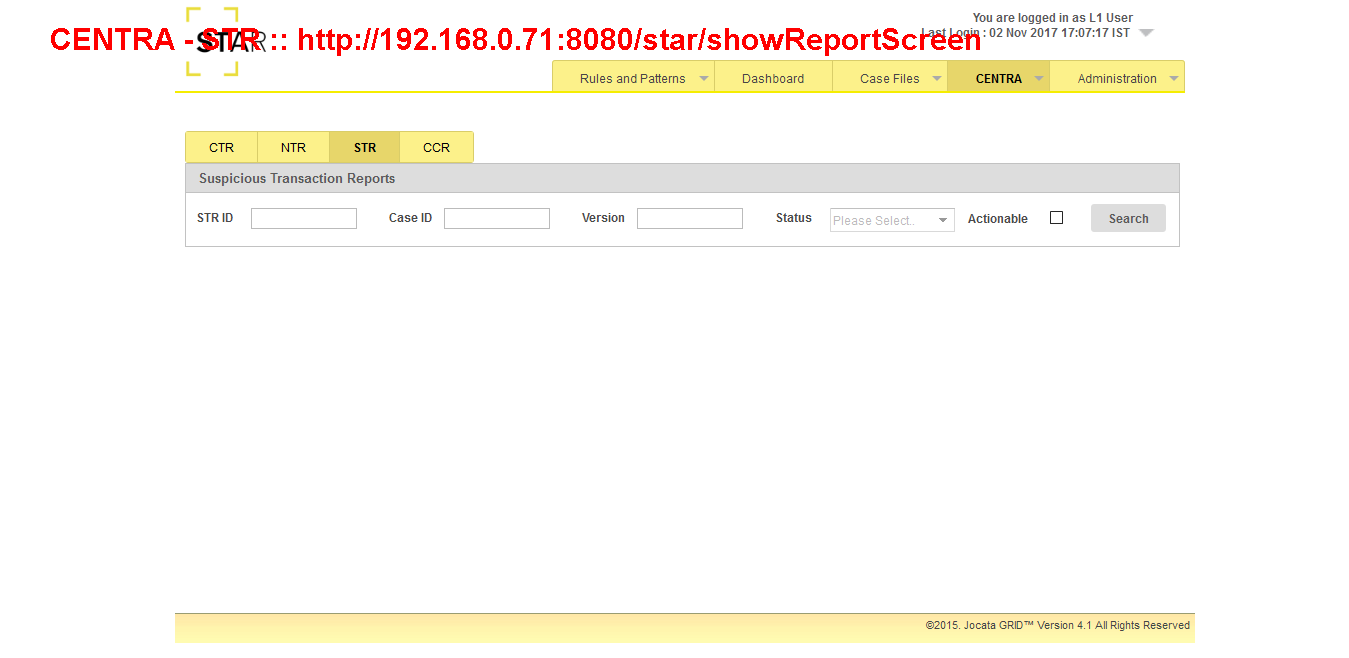 You are logged in as L1 User
CENTRA - STR :: http://192.168.0.71:8080/star/showReportScreen
STAR
Last Login : 02 Nov 2017 17:07:17 IST
Rules and Patterns Dashboard Case Files CENTRA Administration
CTR NTR STR CCR
Suspicious Transaction Reports
STR ID Case ID Version Status Please Select.. Actionable Search
©2015. Jocata GRID™ Version 4.1 All Rights Reserved